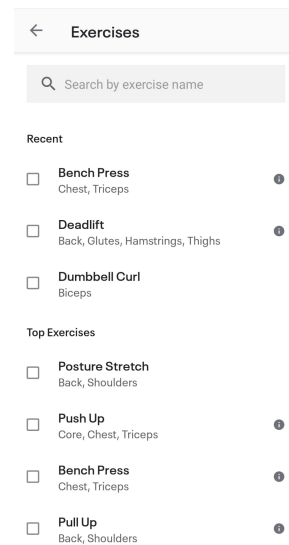 Exercises
Search by exercise name
Recent
Bench Press
Chest, Triceps
Deadlift
Back, Glutes, Hamstrings, Thighs
Dumbbell Curl
Biceps
Top Exercises
Posture Stretch
Back, Shoulders
Push Up
Core, Chest, Triceps
Bench Press
Chest, Triceps
Pull Up
Back, Shoulders